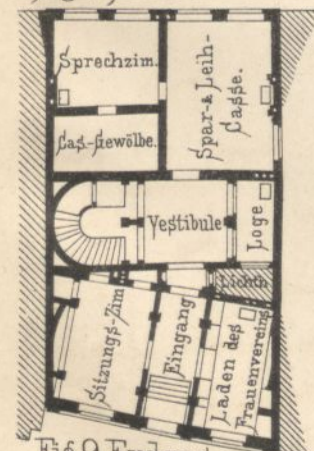 Sprechzim.
Spar- & Leih-
Casse.
Cas.-Gewölbe.
Vestibule
Loge
Lichth
Sitzungs-Zim
Eingang
Laden des
Frauenvereins